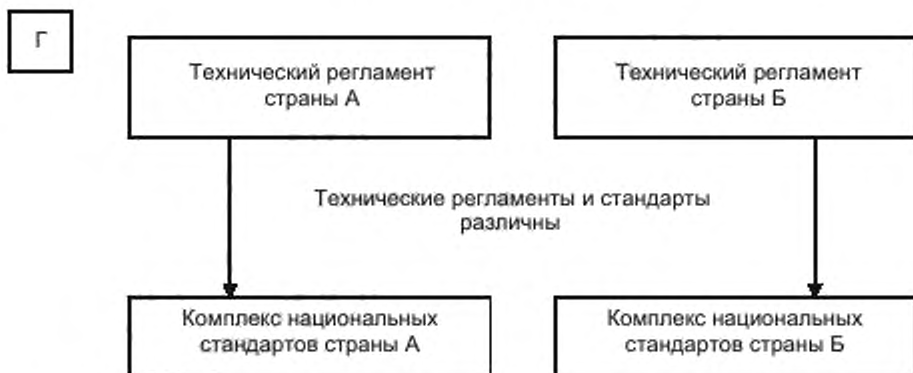 Г
Технический регламент
страны А
Технический регламент
страны Б
Технические регламенты и стандарты
различны
Комплекс национальных
стандартов страны А
Комплекс национальных
стандартов страны Б